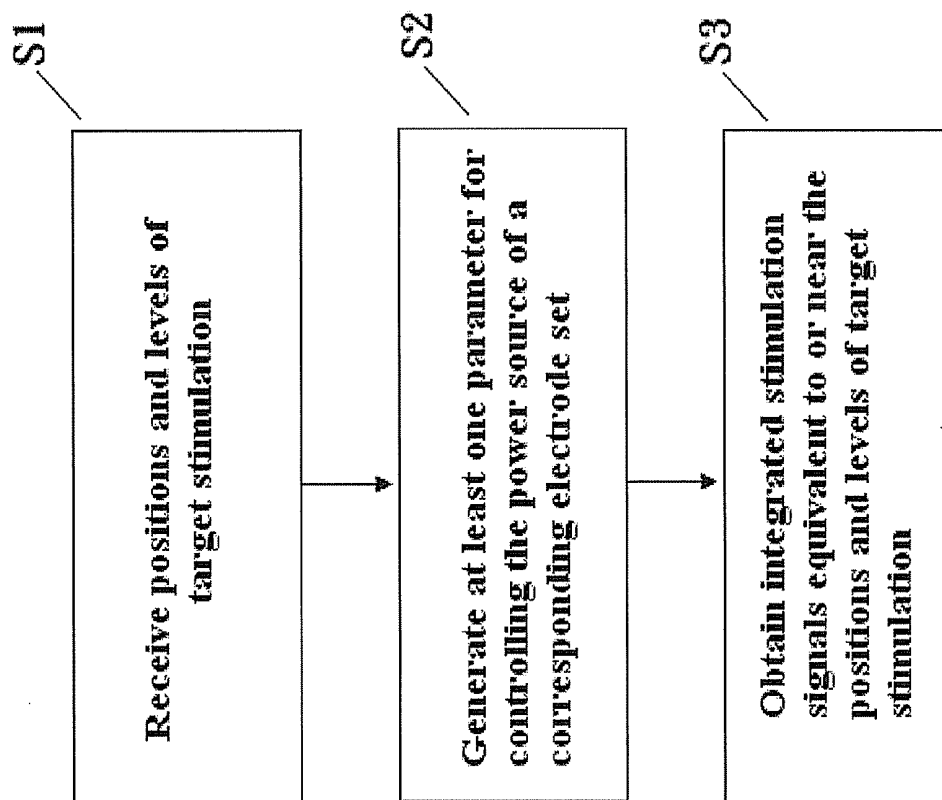 S1
Receive positions and levels of
target stimulation
S2
Generate at least one parameter for
controlling the power source of a
corresponding electrode set
S3
Obtain integrated stimulation
signals equivalent to or near the
positions and levels of target
stimulation